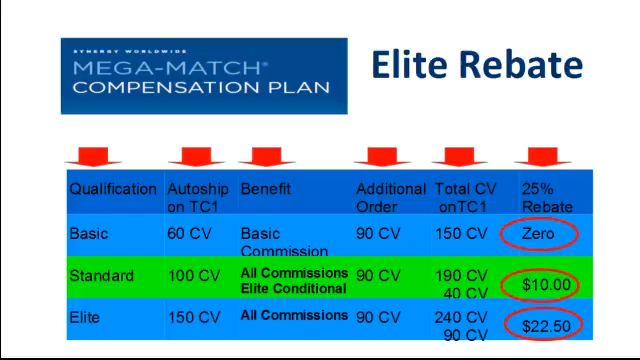 SYNERGY WORLDWIDE
MEGA-MATCH®
COMPENSATION PLAN
Elite Rebate
Qualification Autoship on TC1 Benefit Additional Order Total CV onTC1 25% Rebate
Basic 60 CV Basic Commission 90 CV 150 CV Zero
Standard 100 CV All Commissions Elite Conditional 90 CV 190 CV 40 CV $10.00
Elite 150 CV All Commissions 90 CV 240 CV 90 CV $22.50